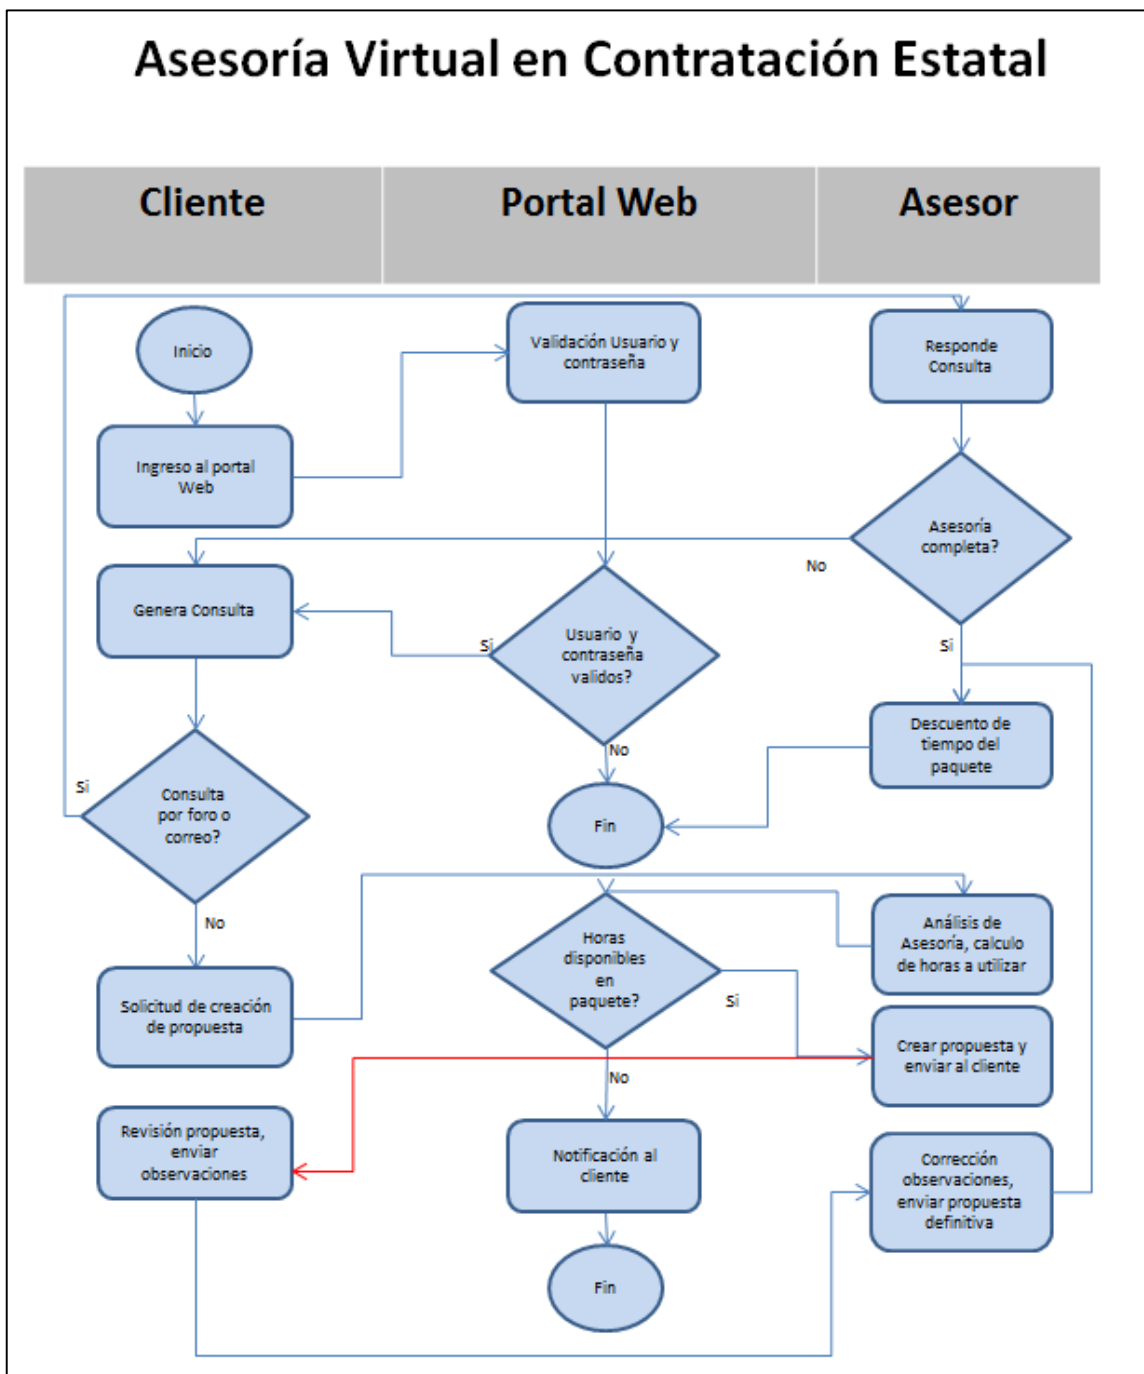 Asesoría Virtual en Contratación Estatal
Cliente
Portal Web
Asesor
Inicio
Validación Usuario y
contraseña
Responde
Consulta
Ingreso al portal
Web
Asesoría
completa?
No
Genera Consulta
Si
Usuario y
contraseña
validos?
Si
Descuento de
tiempo del
paquete
No
Si
Consulta
por foro o
correo?
Fin
No
Horas
disponibles
en
paquete?
Si
Análisis de
Asesoría, calculo
de horas a utilizar
Solicitud de creación
de propuesta
Crear propuesta y
enviar al cliente
No
Revisión propuesta,
enviar
observaciones
Notificación al
cliente
Corrección
observaciones,
enviar propuesta
definitiva
Fin